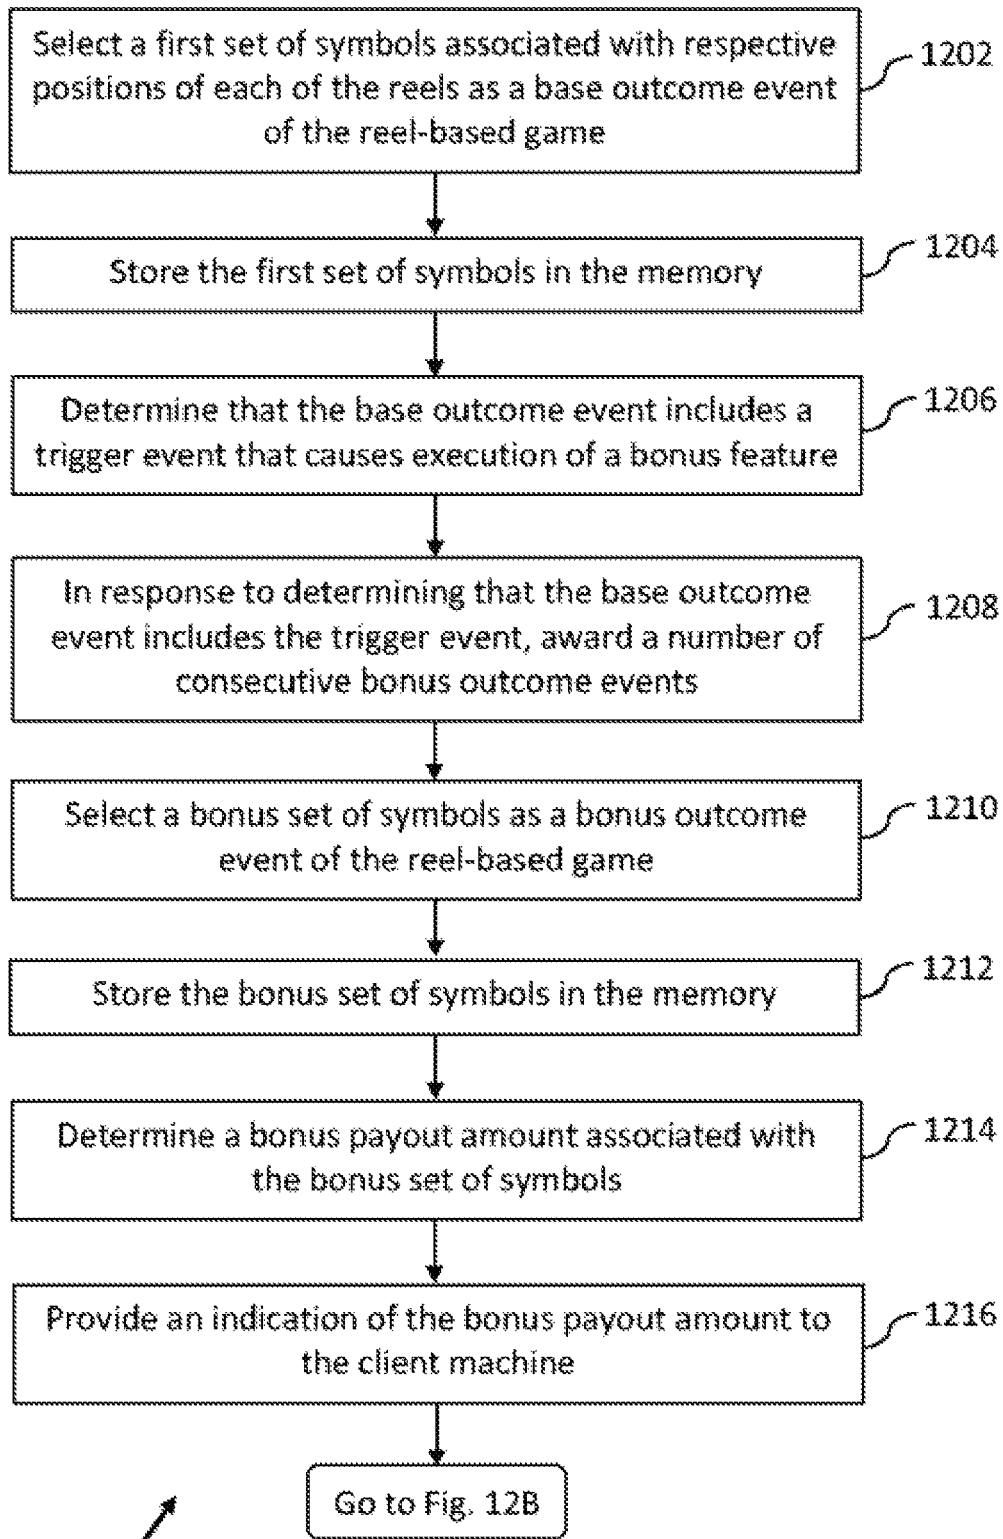 Select a first set of symbols associated with respective
positions of each of the reels as a base outcome event
of the reel-based game
1202
Store the first set of symbols in the memory
1204
Determine that the base outcome event includes a
trigger event that causes execution of a bonus feature
1206
In response to determining that the base outcome
event includes the trigger event, award a number of
consecutive bonus outcome events
1208
Select a bonus set of symbols as a bonus outcome
event of the reel-based game
1210
Store the bonus set of symbols in the memory
1212
Determine a bonus payout amount associated with
the bonus set of symbols
1214
Provide an indication of the bonus payout amount to
the client machine
1216
Go to Fig. 12B